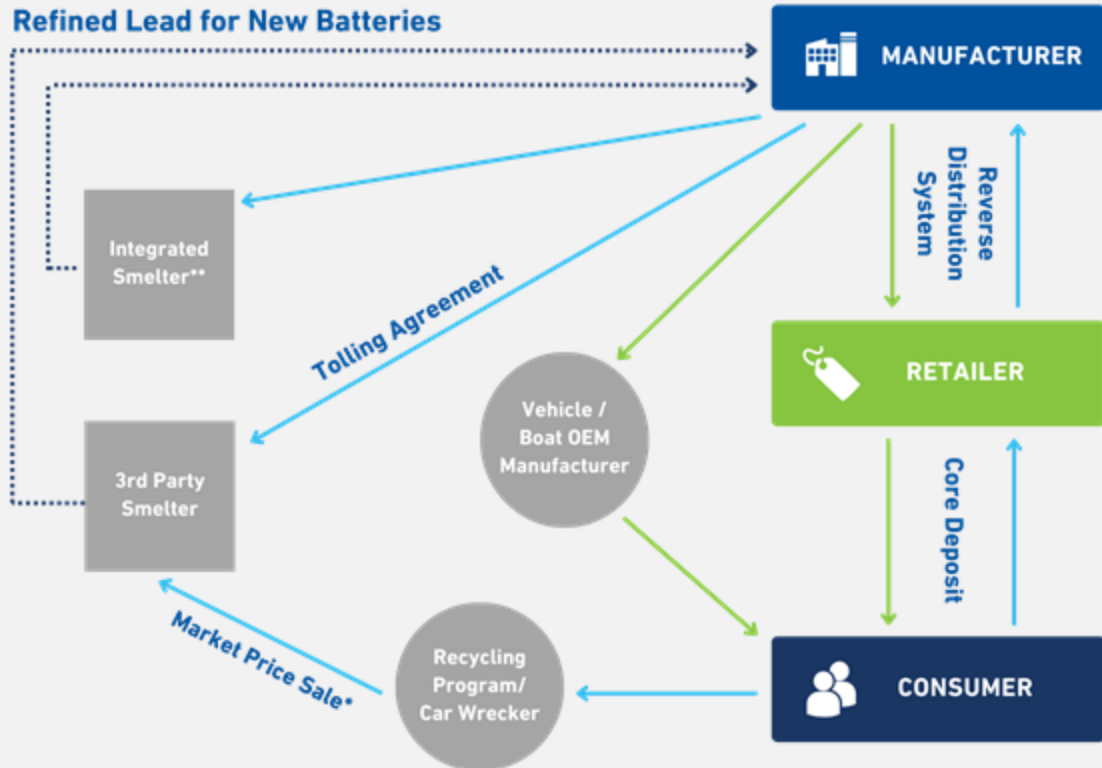 Refined Lead for New Batteries
MANUFACTURER
Reverse
Distribution
System
Integrated
Smelter**
Tolling Agreement
RETAILER
Vehicle /
Boat OEM
Manufacturer
3rd Party
Smelter
Core Deposit
Market Price Sale*
Recycling
Program/
Car Wrecker
CONSUMER